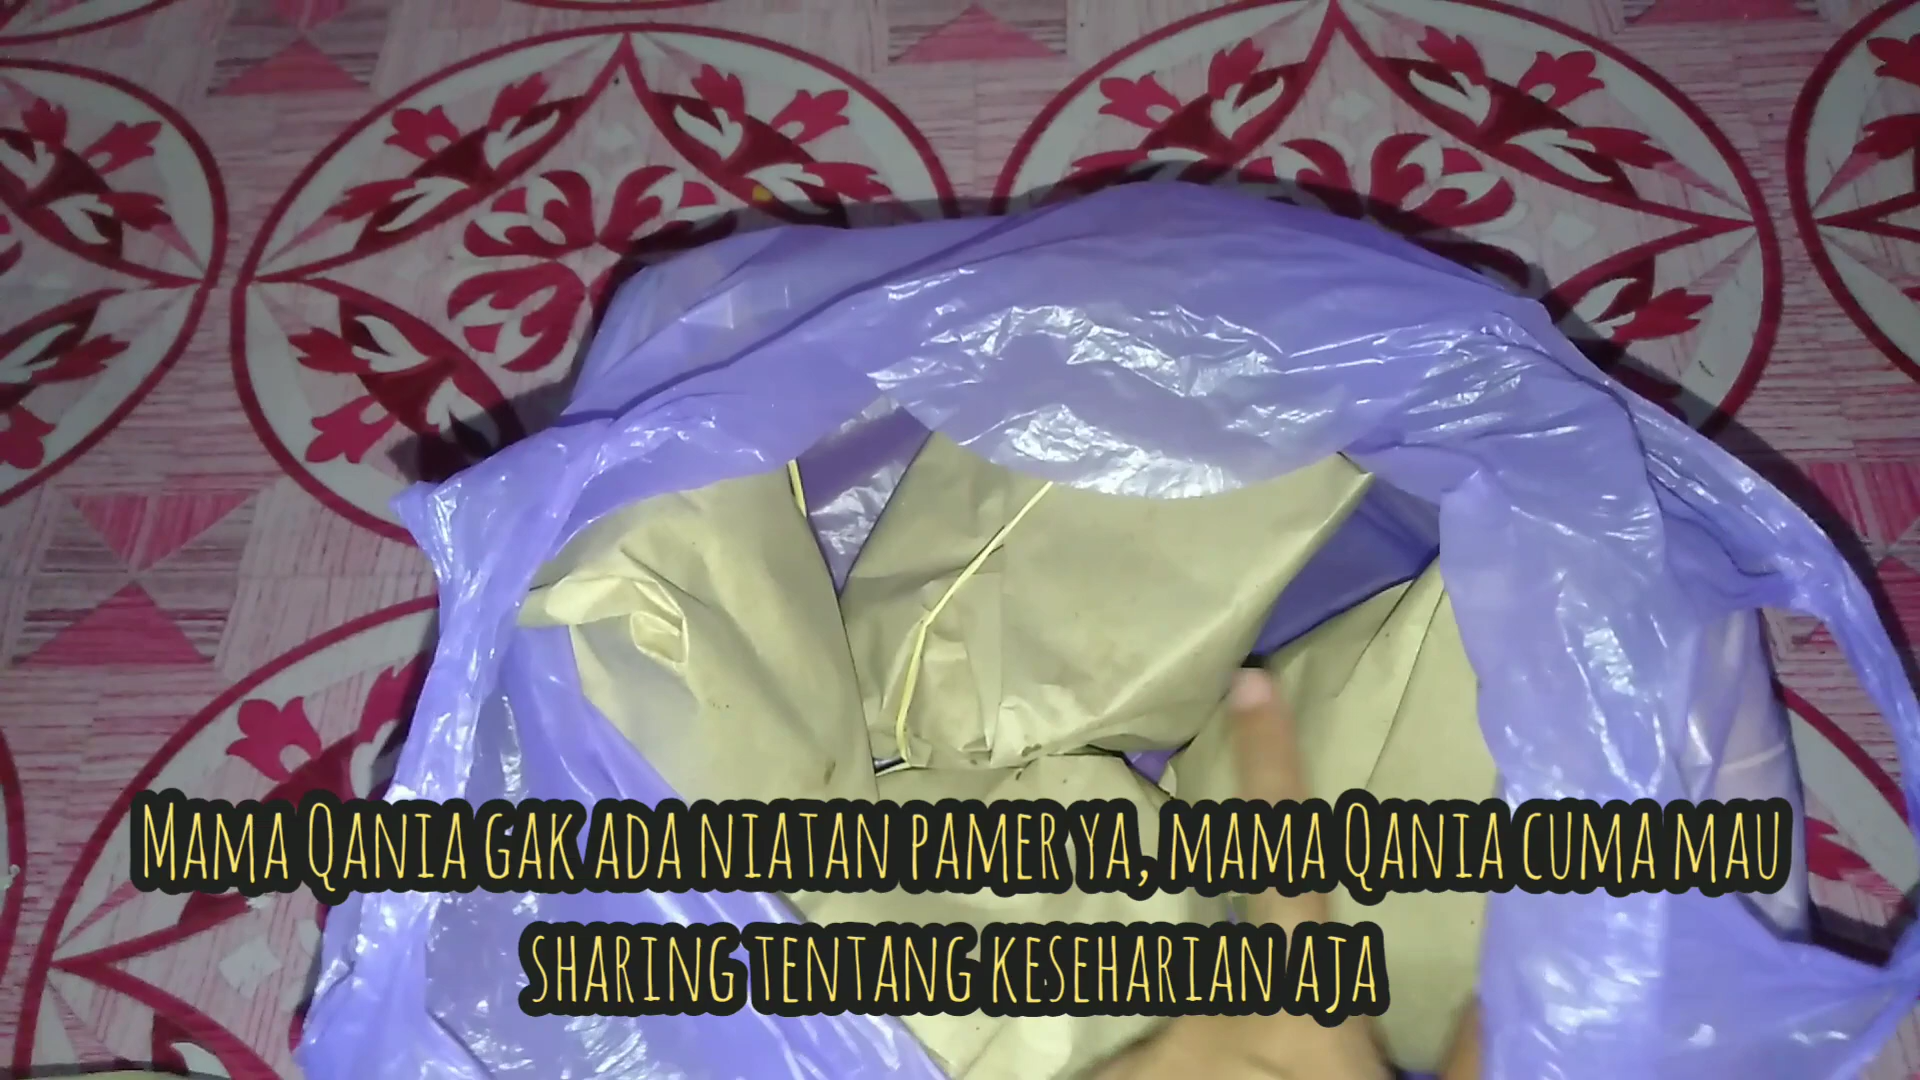 Mama Qania gak ada niatan pamer ya, mama Qania cuma mau
sharing tentang keseharian aja